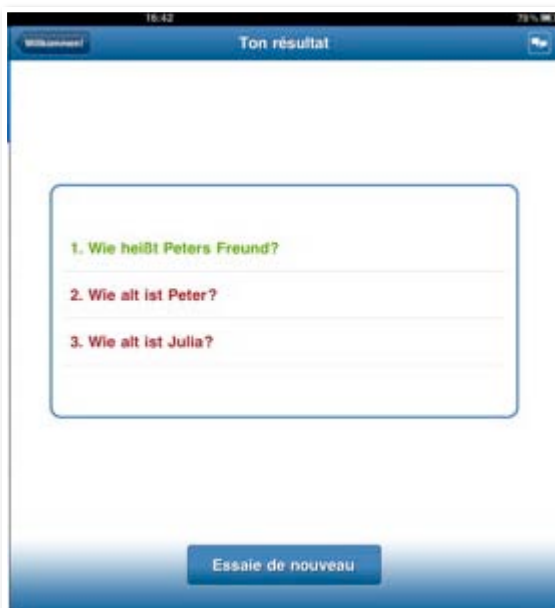 16:42
78%
Willkommen!
Ton résultat
1. Wie heißt Peters Freund?
2. Wie alt ist Peter?
3. Wie alt ist Julia?
Essaie de nouveau